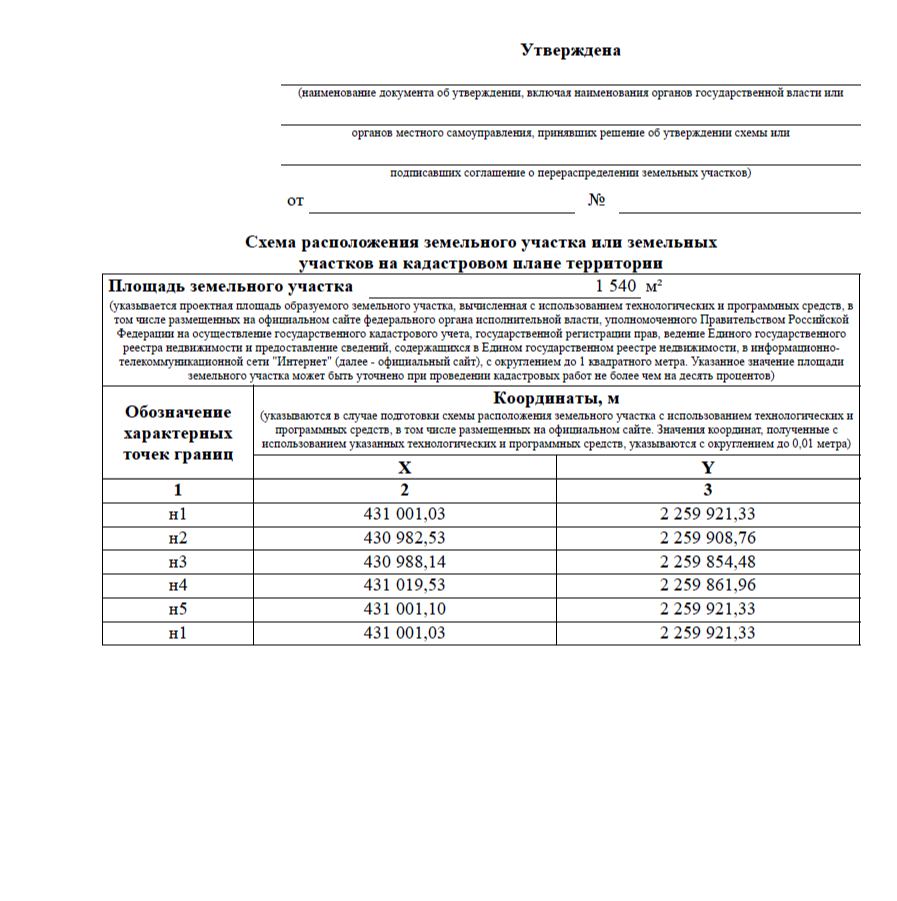 Утверждена
(наименование документа об утверждении, включая наименования органов государственной власти или
органов местного самоуправления, принявших решение об утверждении схемы или
подписавших соглашение о перераспределении земельных участков)
от №
Схема расположения земельного участка или земельных
участков на кадастровом плане территории
Площадь земельного участка 1 540 м²
(указывается проектная площадь образуемого земельного участка, вычисленная с использованием технологических и программных средств, в
том числе размещенных на официальном сайте федерального органа исполнительной власти, уполномоченного Правительством Российской
Федерации на осуществление государственного кадастрового учета, государственной регистрации прав, ведение Единого государственного
реестра недвижимости и предоставление сведений, содержащихся в Едином государственном реестре недвижимости, в информационно-
телекоммуникационной сети "Интернет" (далее - официальный сайт), с округлением до 1 квадратного метра. Указанное значение площади
земельного участка может быть уточнено при проведении кадастровых работ не более чем на десять процентов)
Обозначение
характерных
точек границ
Координаты, м
(указываются в случае подготовки схемы расположения земельного участка с использованием технологических и
программных средств, в том числе размещенных на официальном сайте. Значения координат, полученные с
использованием указанных технологических и программных средств, указываются с округлением до 0,01 метра)
X Y
1 2 3
н1 431 001,03 2 259 921,33
н2 430 982,53 2 259 908,76
н3 430 988,14 2 259 854,48
н4 431 019,53 2 259 861,96
н5 431 001,10 2 259 921,33
н1 431 001,03 2 259 921,33